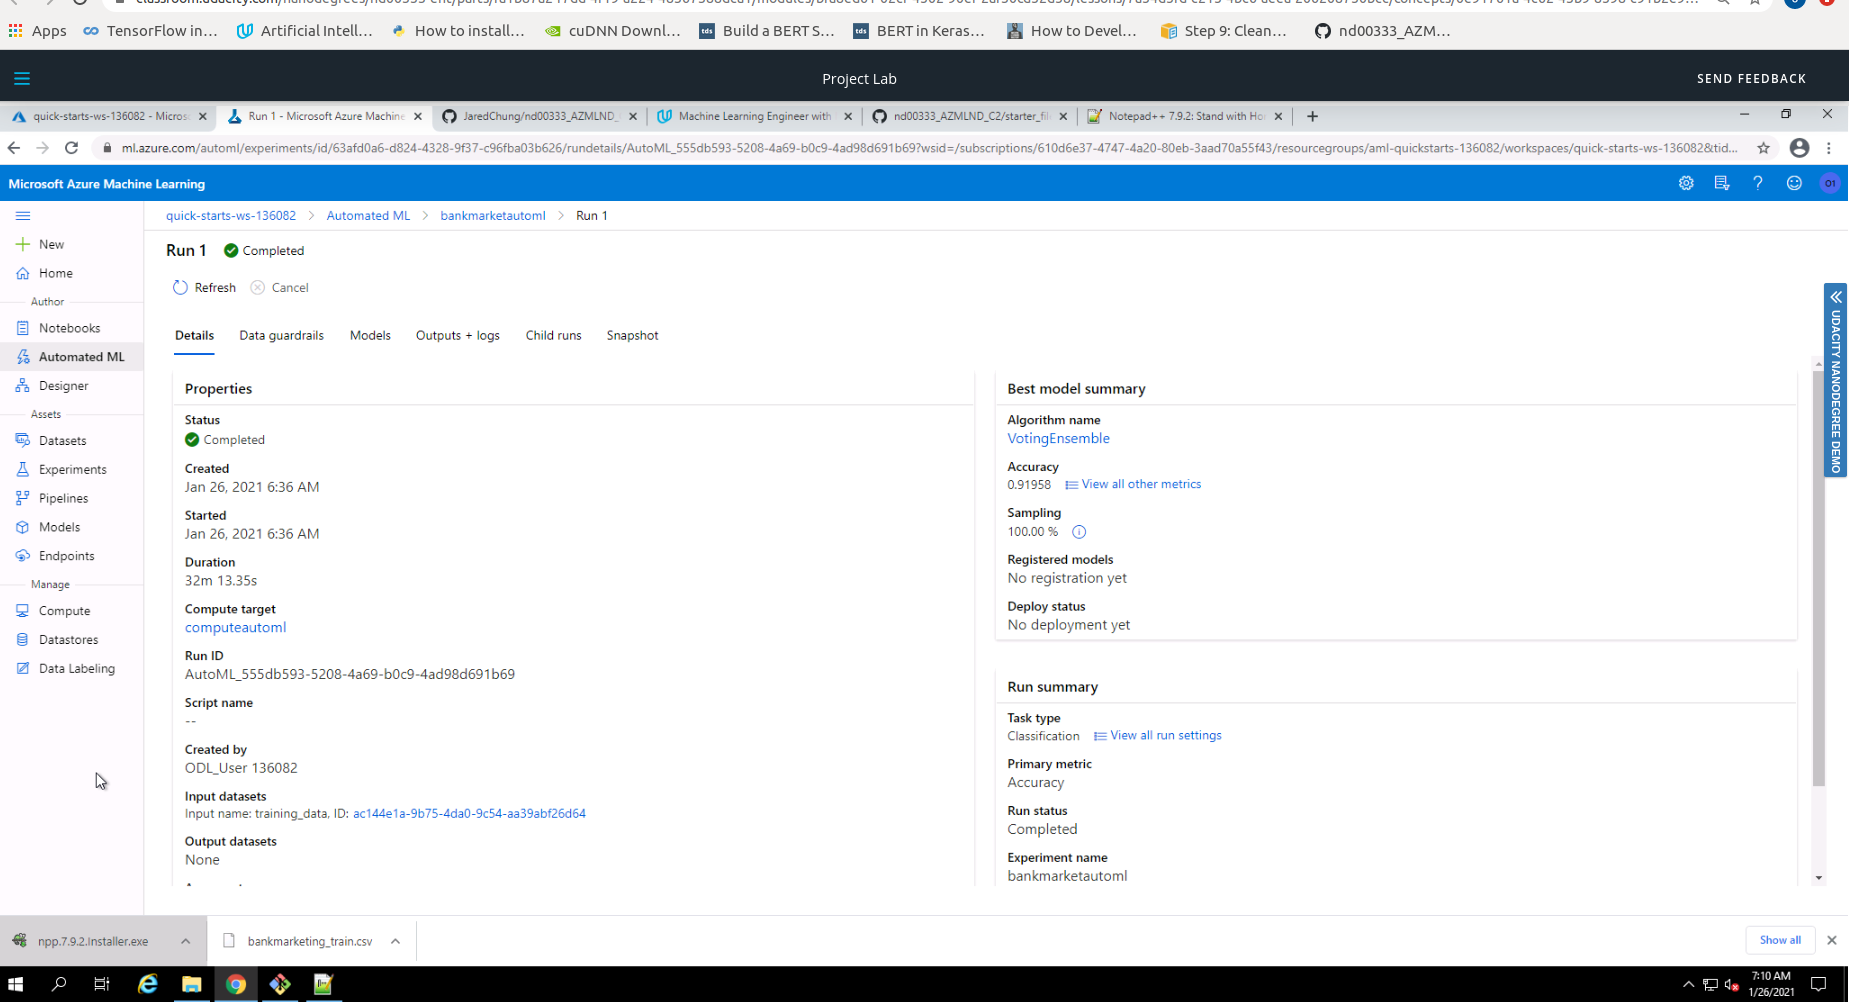 Apps
TensorFlow in...
Artificial Intell...
How to install...
cuDNN Downl...
Build a BERT S...
BERT in Keras...
How to Devel...
Step 9: Clean...
nd00333_AZM...
Project Lab
SEND FEEDBACK
quick-starts-ws-136082 - Micros
Run 1 - Microsoft Azure Machine
JaredChung/nd00333_AZMLND_
Machine Learning Engineer with
nd00333_AZMLND_C2/starter_fil
Notepad++ 7.9.2: Stand with Hon
ml.azure.com/automl/experiments/id/63afd0a6-d824-4328-9f37-c96fba03b626/rundetails/AutoML_555db593-5208-4a69-b0c9-4ad98d691b69?wsid=/subscriptions/610d6e37-4747-4a20-80eb-3aad70a55f43/resourcegroups/aml-quickstarts-136082/workspaces/quick-starts-ws-136082&tid...
Microsoft Azure Machine Learning
01
quick-starts-ws-136082 > Automated ML > bankmarketautoml > Run 1
New
Home
Author
Notebooks
Automated ML
Designer
Assets
Datasets
Experiments
Pipelines
Models
Endpoints
Manage
Compute
Datastores
Data Labeling
Run 1 Completed
Refresh Cancel
Details Data guardrails Models Outputs + logs Child runs Snapshot
Properties
Status
Completed
Created
Jan 26, 2021 6:36 AM
Started
Jan 26, 2021 6:36 AM
Duration
32m 13.35s
Compute target
computeautoml
Run ID
AutoML_555db593-5208-4a69-b0c9-4ad98d691b69
Script name
--
Created by
ODL_User 136082
Input datasets
Input name: training_data, ID: ac144e1a-9b75-4da0-9c54-aa39abf26d64
Output datasets
None
Best model summary
Algorithm name
VotingEnsemble
Accuracy
0.91958 View all other metrics
Sampling
100.00 %
Registered models
No registration yet
Deploy status
No deployment yet
Run summary
Task type
Classification View all run settings
Primary metric
Accuracy
Run status
Completed
Experiment name
bankmarketautoml
UDACITY NANODEGREE DEMO
npp.7.9.2.Installer.exe
bankmarketing_train.csv
Show all
7:10 AM
1/26/2021